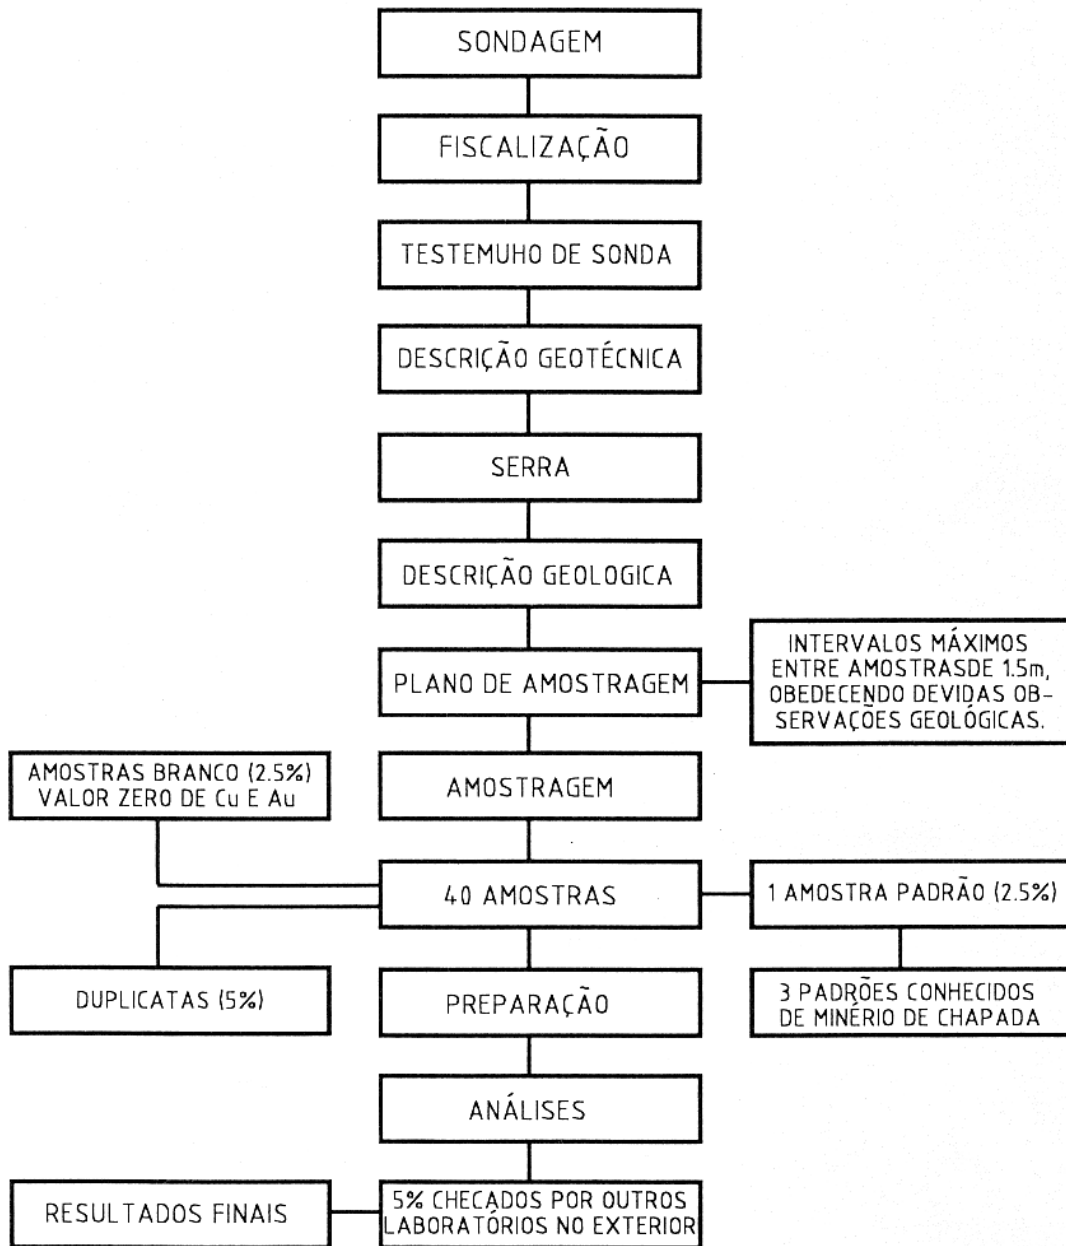 SONDAGEM
FISCALIZAÇÃO
TESTEMUHO DE SONDA
DESCRIÇÃO GEOTÉCNICA
SERRA
DESCRIÇÃO GEOLOGICA
PLANO DE AMOSTRAGEM
INTERVALOS MÁXIMOS
ENTRE AMOSTRASDE 1.5m,
OBEDECENDO DEVIDAS OB-
SERVAÇÕES GEOLÓGICAS.
AMOSTRAS BRANCO (2.5%)
VALOR ZERO DE Cu E Au
AMOSTRAGEM
40 AMOSTRAS
1 AMOSTRA PADRÃO (2.5%)
DUPLICATAS (5%)
PREPARAÇÃO
3 PADRÕES CONHECIDOS
DE MINÉRIO DE CHAPADA
ANÁLISES
RESULTADOS FINAIS
5% CHECADOS POR OUTROS
LABORATÓRIOS NO EXTERIOR